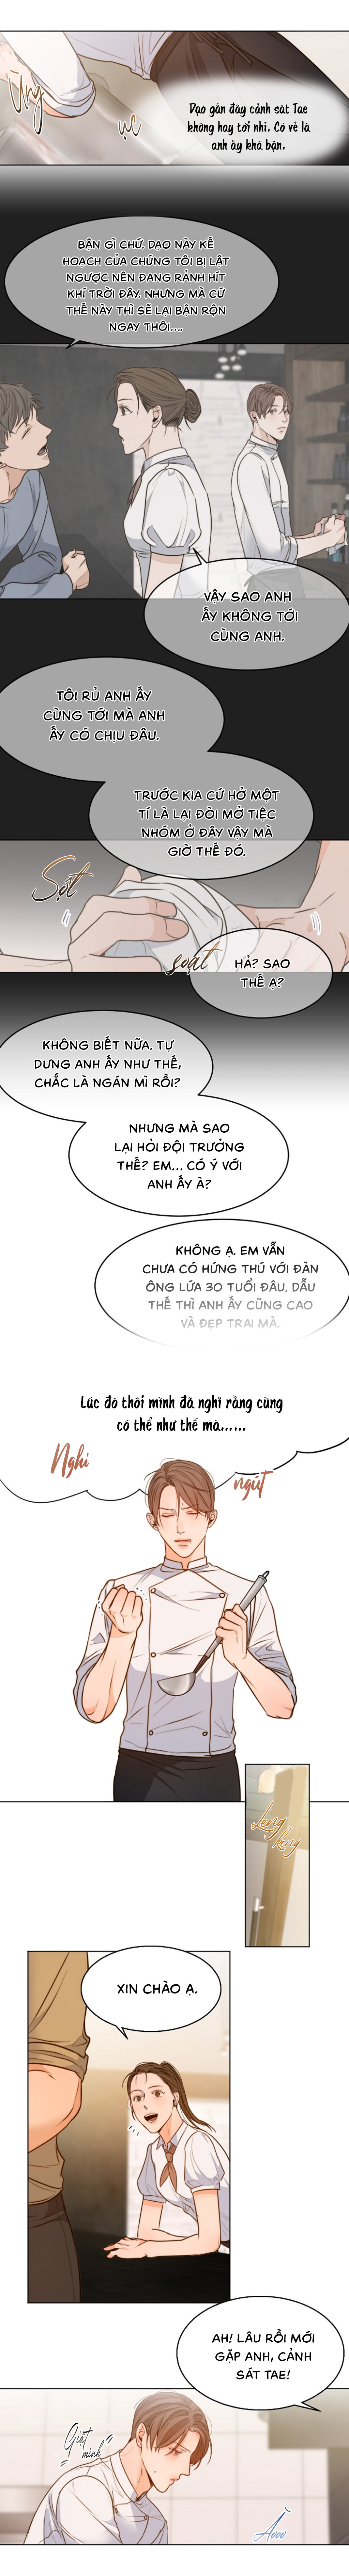 Ừng
ực
Dạo gần đây cảnh sát Tae
không hay tới nhỉ. Có vẻ là
anh ấy khá bận.
BẬN GÌ CHỨ. DẠO NÀY KẾ
HOẠCH CỦA CHÚNG TÔI BỊ LẬT
NGƯỢC NÊN ĐANG RẢNH HÍT
KHÍ TRỜI ĐÂY. NHƯNG MÀ CỨ
THẾ NÀY THÌ SẼ LẠI BẬN RỘN
NGAY THÔI....
VẬY SAO ANH
ẤY KHÔNG TỚI
CÙNG ANH.
TÔI RỦ ANH ẤY
CÙNG TỚI MÀ ANH
ẤY CÓ CHỊU ĐÂU.
TRƯỚC KIA CỨ HỞ MỘT
TÍ LÀ LẠI ĐÒI MỞ TIỆC
NHÓM Ở ĐÂY VẬY MÀ
GIỜ THẾ ĐÓ.
Sột
soạt
HẢ? SAO
THẾ Ạ?
KHÔNG BIẾT NỮA. TỰ
DƯNG ANH ẤY NHƯ THẾ,
CHẮC LÀ NGÁN MÌ RỒI?
NHƯNG MÀ SAO
LẠI HỎI ĐỘI TRƯỞNG
THẾ? EM... CÓ Ý VỚI
ANH ẤY À?
KHÔNG Ạ. EM VẪN
CHƯA CÓ HỨNG THÚ VỚI ĐÀN
ÔNG LỨA 30 TUỔI ĐÂU. DẪU
THẾ THÌ ANH ẤY CŨNG CAO
VÀ ĐẸP TRAI MÀ.
Lúc đó thôi mình đã nghĩ rằng cùng
có thể như thế mà......
Nghi
ngút
Leng
keng
XIN CHÀO Ạ.
AH! LÂU RỒI MỚI
GẶP ANH, CẢNH
SÁT TAE!
Giật
mình
Àooo